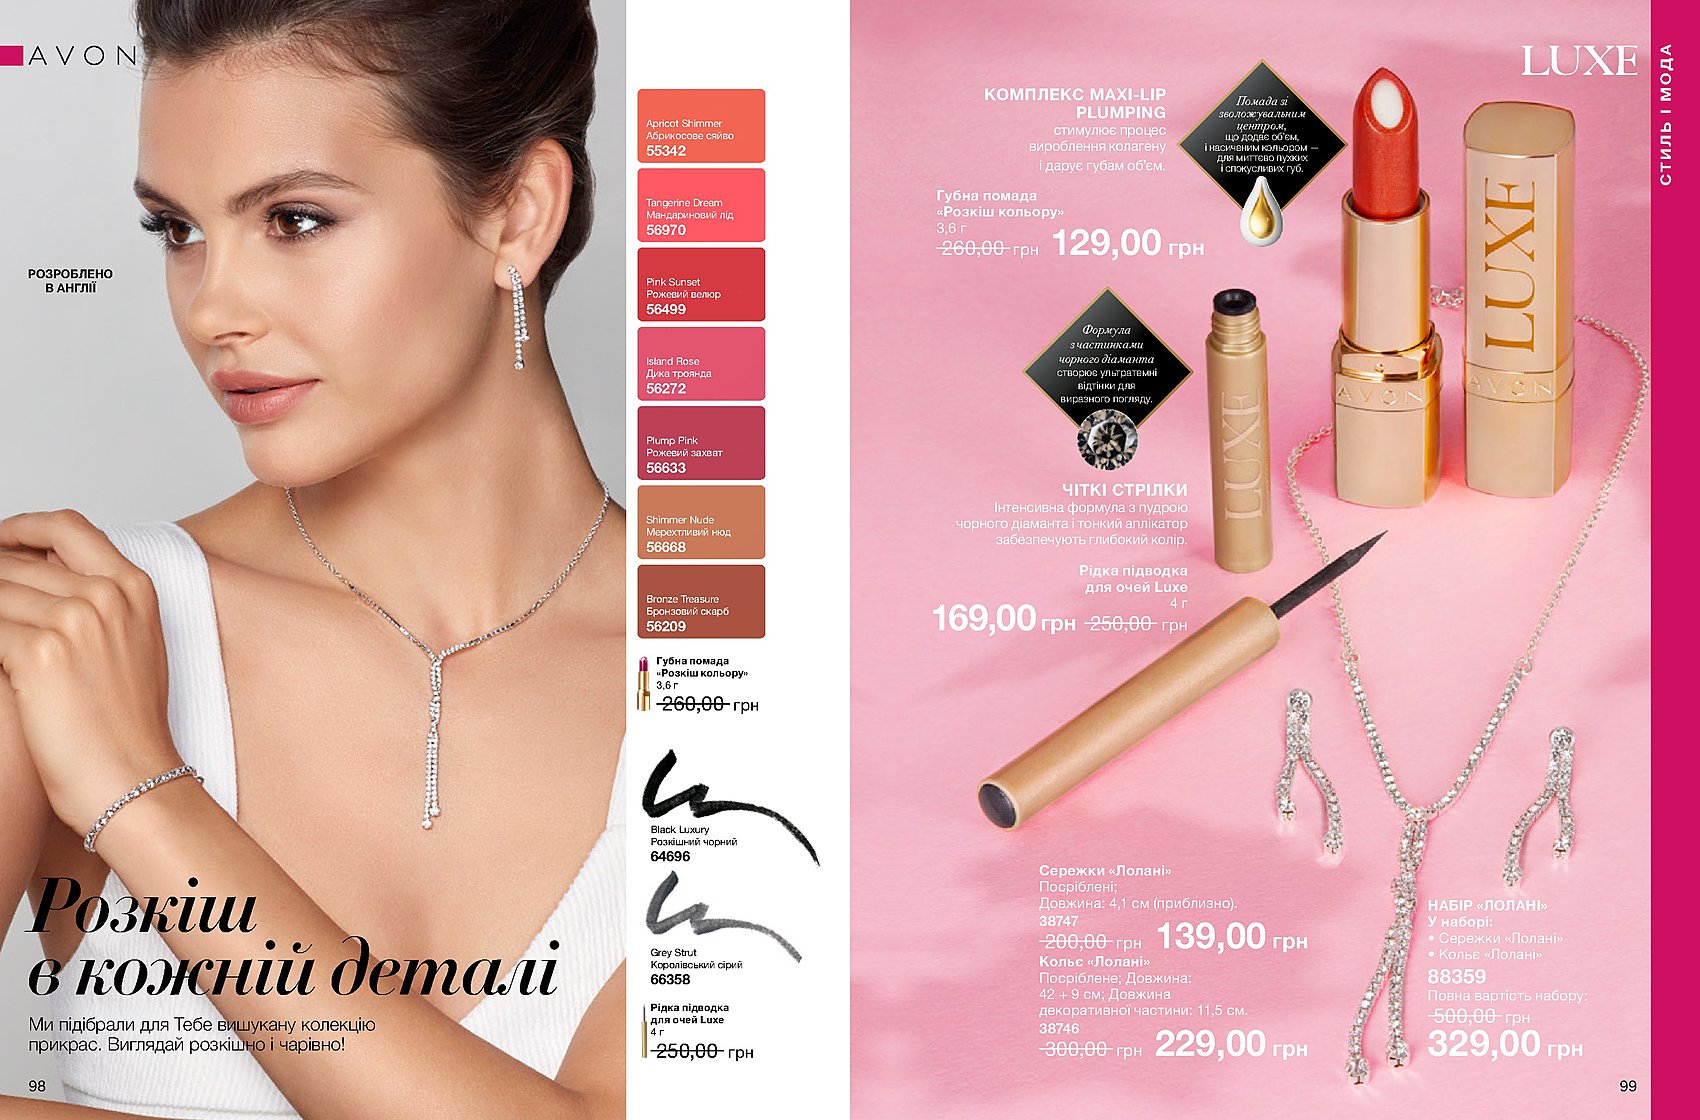 AVON
РОЗРОБЛЕНО
В АНГЛІЇ
Розкіш
в кожній деталі
Ми підібрали для Тебе вишукану колекцію
прикрас. Виглядай розкішно і чарівно!
98
Apricot Shimmer
Абрикосове сяйво
55342
Tangerine Dream
Мандариновий лід
56970
Pink Sunset
Рожевий велюр
56499
Island Rose
Дика троянда
56272
Plump Pink
Рожевий захват
56633
Shimmer Nude
Мерехтливий нюд
56668
Bronze Treasure
Бронзовий скарб
56209
Губна помада
«Розкіш кольору»
3,6 г
260,00 грн
Black Luxury
Розкішний чорний
64696
Grey Strut
Королівський сірий
66358
Рідка підводка
для очей Luxe
4 г
250,00 грн
LUXE
СТИЛЬ І МОДА
КОМПЛЕКС MAXI-LIP
PLUMPING
стимулює процес
вироблення колагену
і дарує губам об'єм.
Помада зі
зволожувальним
центром,
що додає об'єм,
і насиченим кольором —
для миттєво пухких
і спокусливих губ.
Губна помада
«Розкіш кольору»
3,6 г
260,00 грн 129,00 грн
LUXE
AVON
AVON
Формула
з частинками
чорного діаманта
створює ультратемні
відтінки для
виразного погляду.
LUXE
ЧІТКІ СТРІЛКИ
Інтенсивна формула з пудрою
чорного діаманта і тонкий аплікатор
забезпечують глибокий колір.
Рідка підводка
для очей Luxe
4 г
169,00 грн 250,00 грн
Сережки «Лолані»
Посріблені;
Довжина: 4,1 см (приблизно).
38747
200,00 грн 139,00 грн
Кольє «Лолані»
Посріблене; Довжина:
42 + 9 см; Довжина
декоративної частини: 11,5 см.
38746
300,00 грн 229,00 грн
НАБІР «ЛОЛАНІ»
У наборі:
• Сережки «Лолані»
• Кольє «Лолані»
88359
Повна вартість набору:
500,00 грн
329,00 грн
99